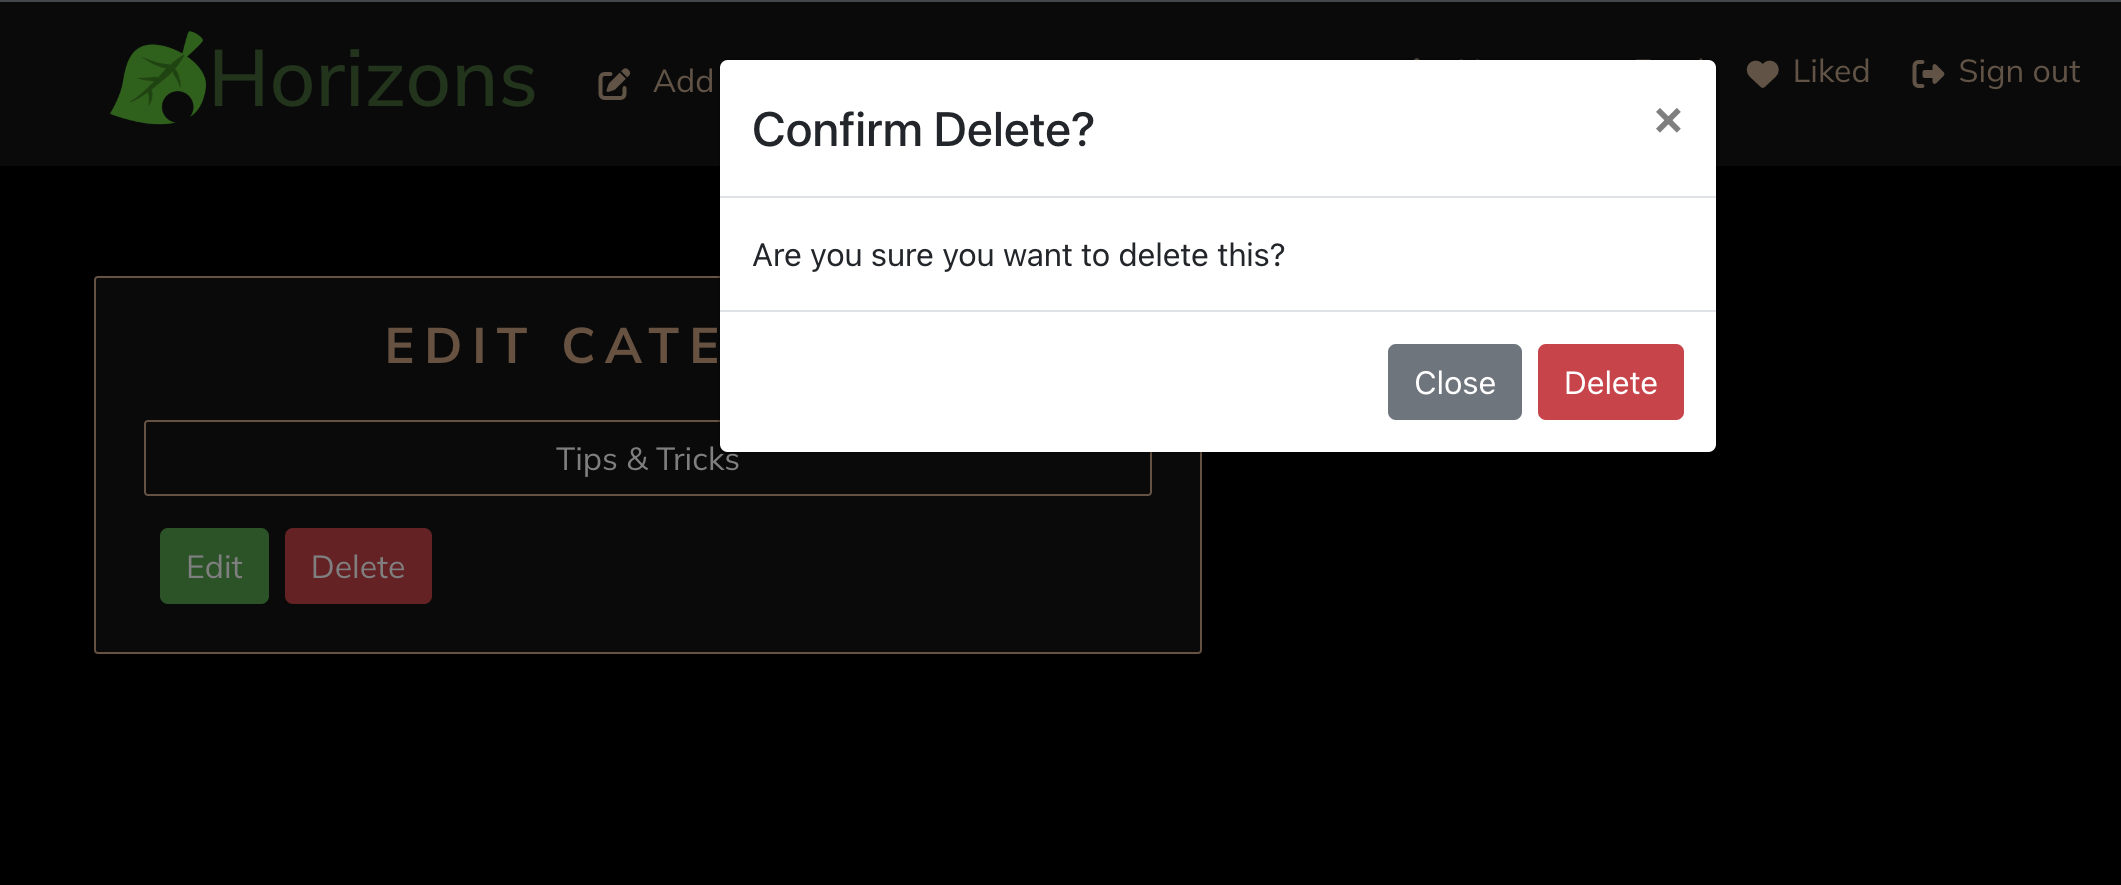 Horizons
Add
Liked
Sign out
Confirm Delete?
×
Are you sure you want to delete this?
Close
Delete
EDIT CATE
Tips & Tricks
Edit
Delete